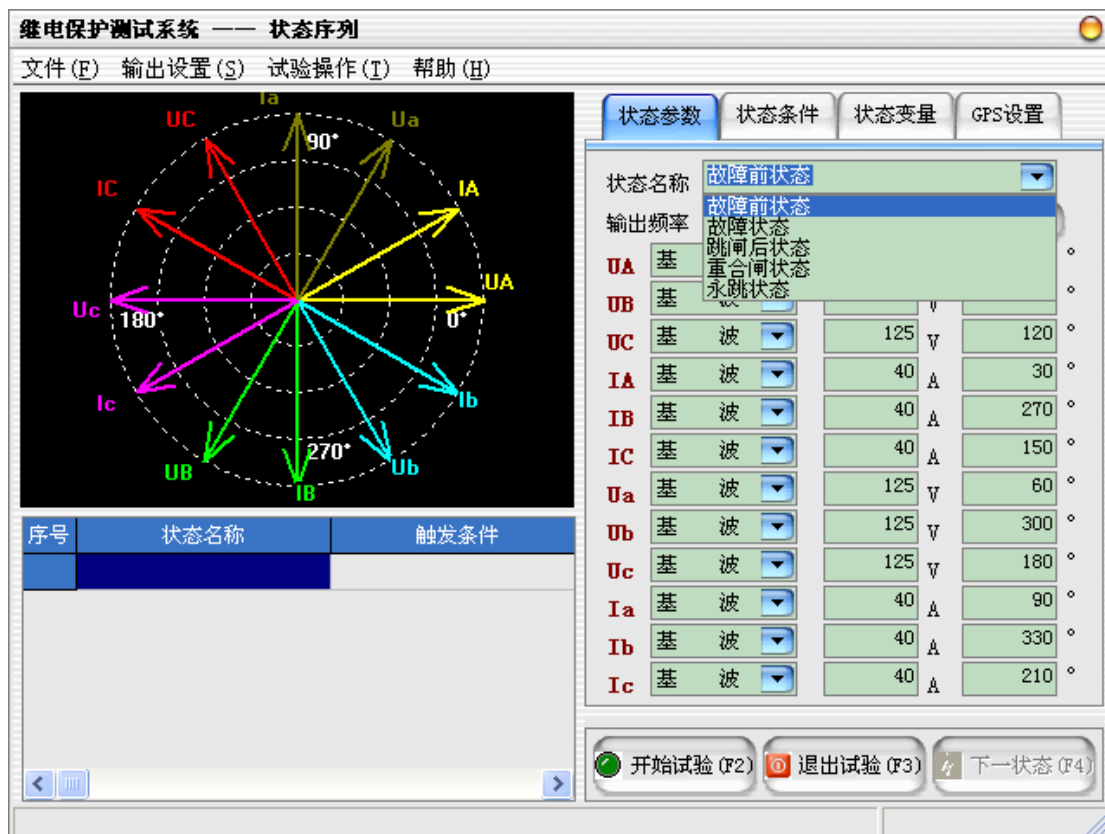 继电保护测试系统 —— 状态序列
文件(F) 输出设置(S) 试验操作(T) 帮助(H)
Ia
UC
Ua
90°
IC
IA
UA
Uc
180°
0°
Ic
Ib
UB
270°
Ub
IB
序号 状态名称 触发条件
状态参数 状态条件 状态变量 GPS设置
状态名称 故障前状态
故障前状态
故障状态
跳闸后状态
重合闸状态
永跳状态
输出频率
UA 基 °
UB 基 °
UC 基 波 125 V 120 °
IA 基 波 40 A 30 °
IB 基 波 40 A 270 °
IC 基 波 40 A 150 °
Ua 基 波 125 V 60 °
Ub 基 波 125 V 300 °
Uc 基 波 125 V 180 °
Ia 基 波 40 A 90 °
Ib 基 波 40 A 330 °
Ic 基 波 40 A 210 °
开始试验(F2) 退出试验(F3) 下一状态(F4)